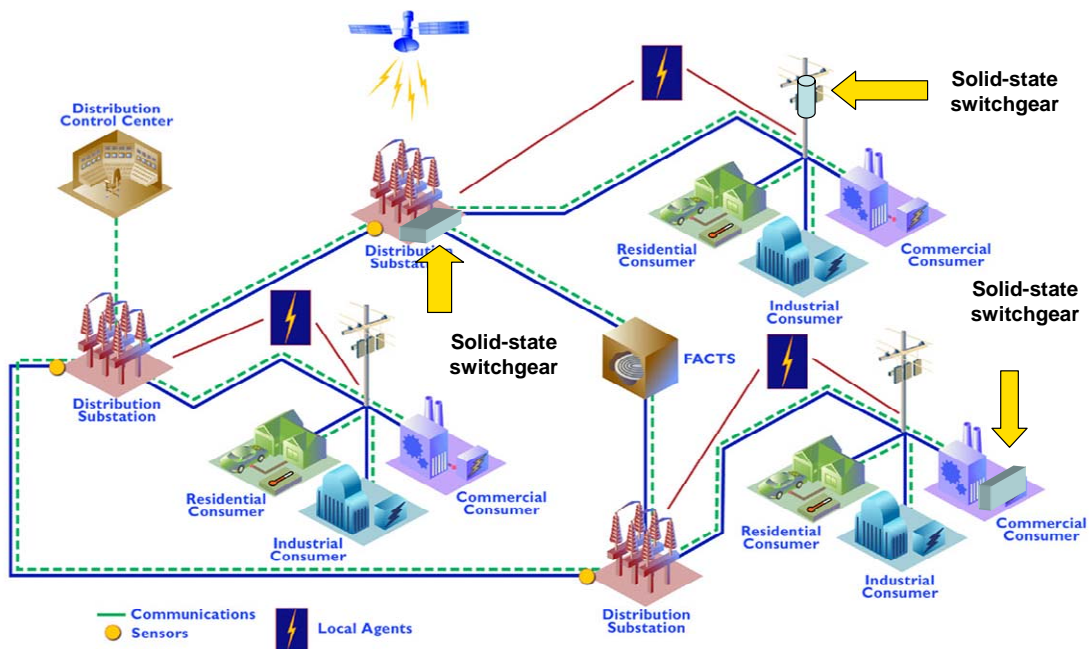 Distribution
Control Center
Solid-state
switchgear
Distribution
Substation
Residential
Consumer
Commercial
Consumer
Industrial
Consumer
Solid-state
switchgear
Solid-state
switchgear
FACTS
Distribution
Substation
Residential
Consumer
Commercial
Consumer
Industrial
Consumer
Residential
Consumer
Commercial
Consumer
Industrial
Consumer
Distribution
Substation
Communications
Sensors
Local Agents